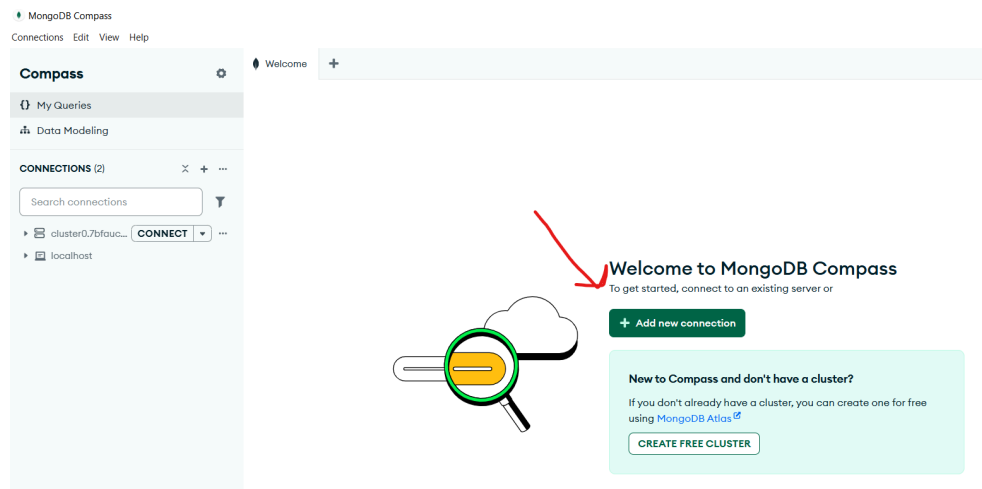 MongoDB Compass
Connections Edit View Help
Compass
Welcome
My Queries
Data Modeling
CONNECTIONS (2)
Search connections
cluster0.7bfauc... CONNECT
localhost
Welcome to MongoDB Compass
To get started, connect to an existing server or
Add new connection
New to Compass and don't have a cluster?
If you don't already have a cluster, you can create one for free
using MongoDB Atlas
CREATE FREE CLUSTER